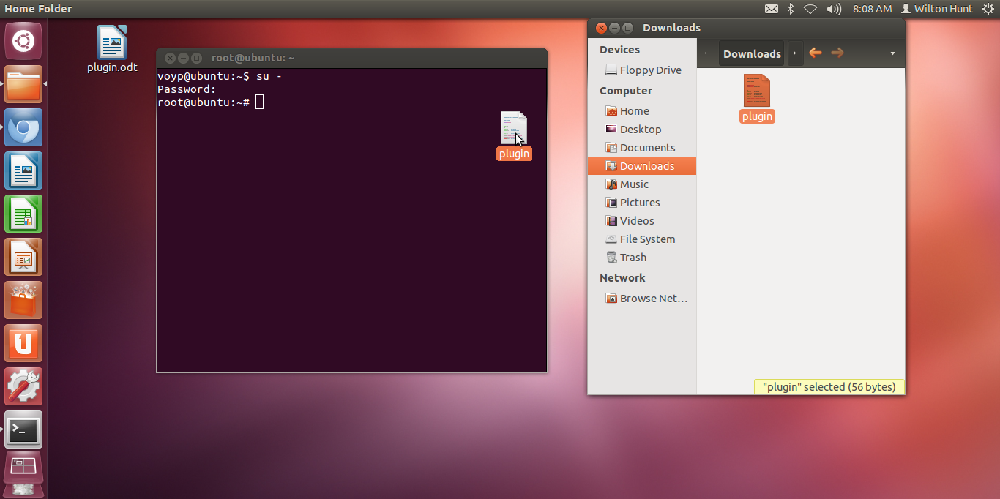 Home Folder
8:08 AM
Wilton Hunt
plugin.odt
root@ubuntu: ~
voyp@ubuntu:~$ su -
Password:
root@ubuntu:~#
plugin
Downloads
Devices
Floppy Drive
Computer
Home
Desktop
Documents
Downloads
Music
Pictures
Videos
File System
Trash
Network
Browse Net…
Downloads
plugin
"plugin" selected (56 bytes)